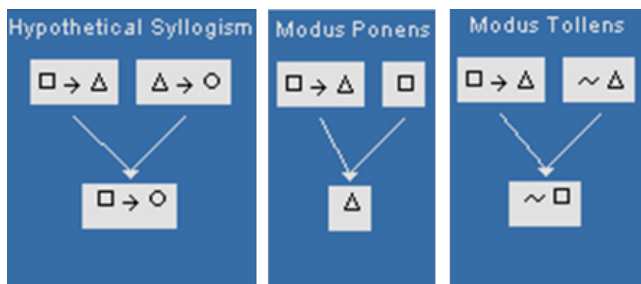 Hypothetical Syllogism
□ → △
△ → ○
□ → ○
Modus Ponens
□ → △
□
△
Modus Tollens
□ → △
~ △
~ □